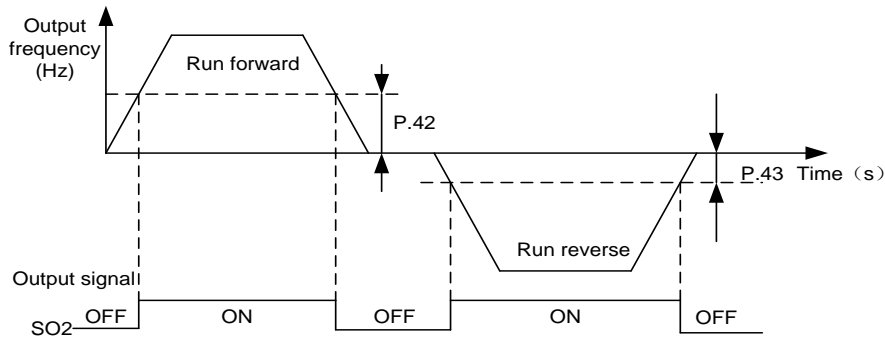 Output
frequency
(Hz)
Run forward
P.42
P.43 Time（s）
Run reverse
Output signal
SO2 OFF ON OFF ON OFF